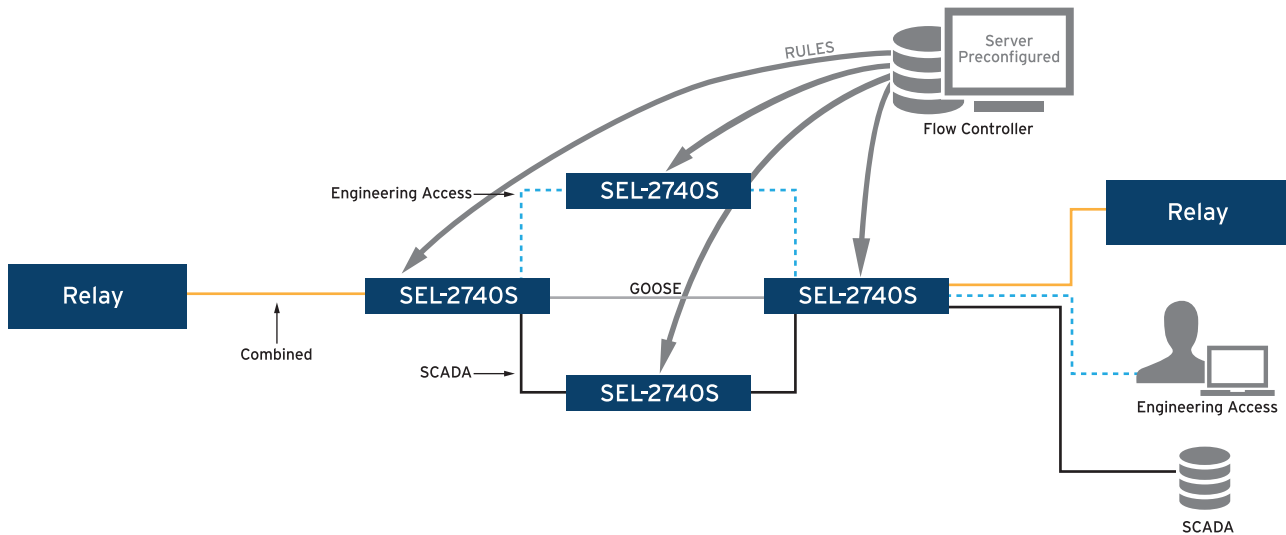 Server
Preconfigured
RULES
Flow Controller
Engineering Access
SEL-2740S
Relay
Relay
SEL-2740S
GOOSE
SEL-2740S
Combined
SCADA
SEL-2740S
Engineering Access
SCADA